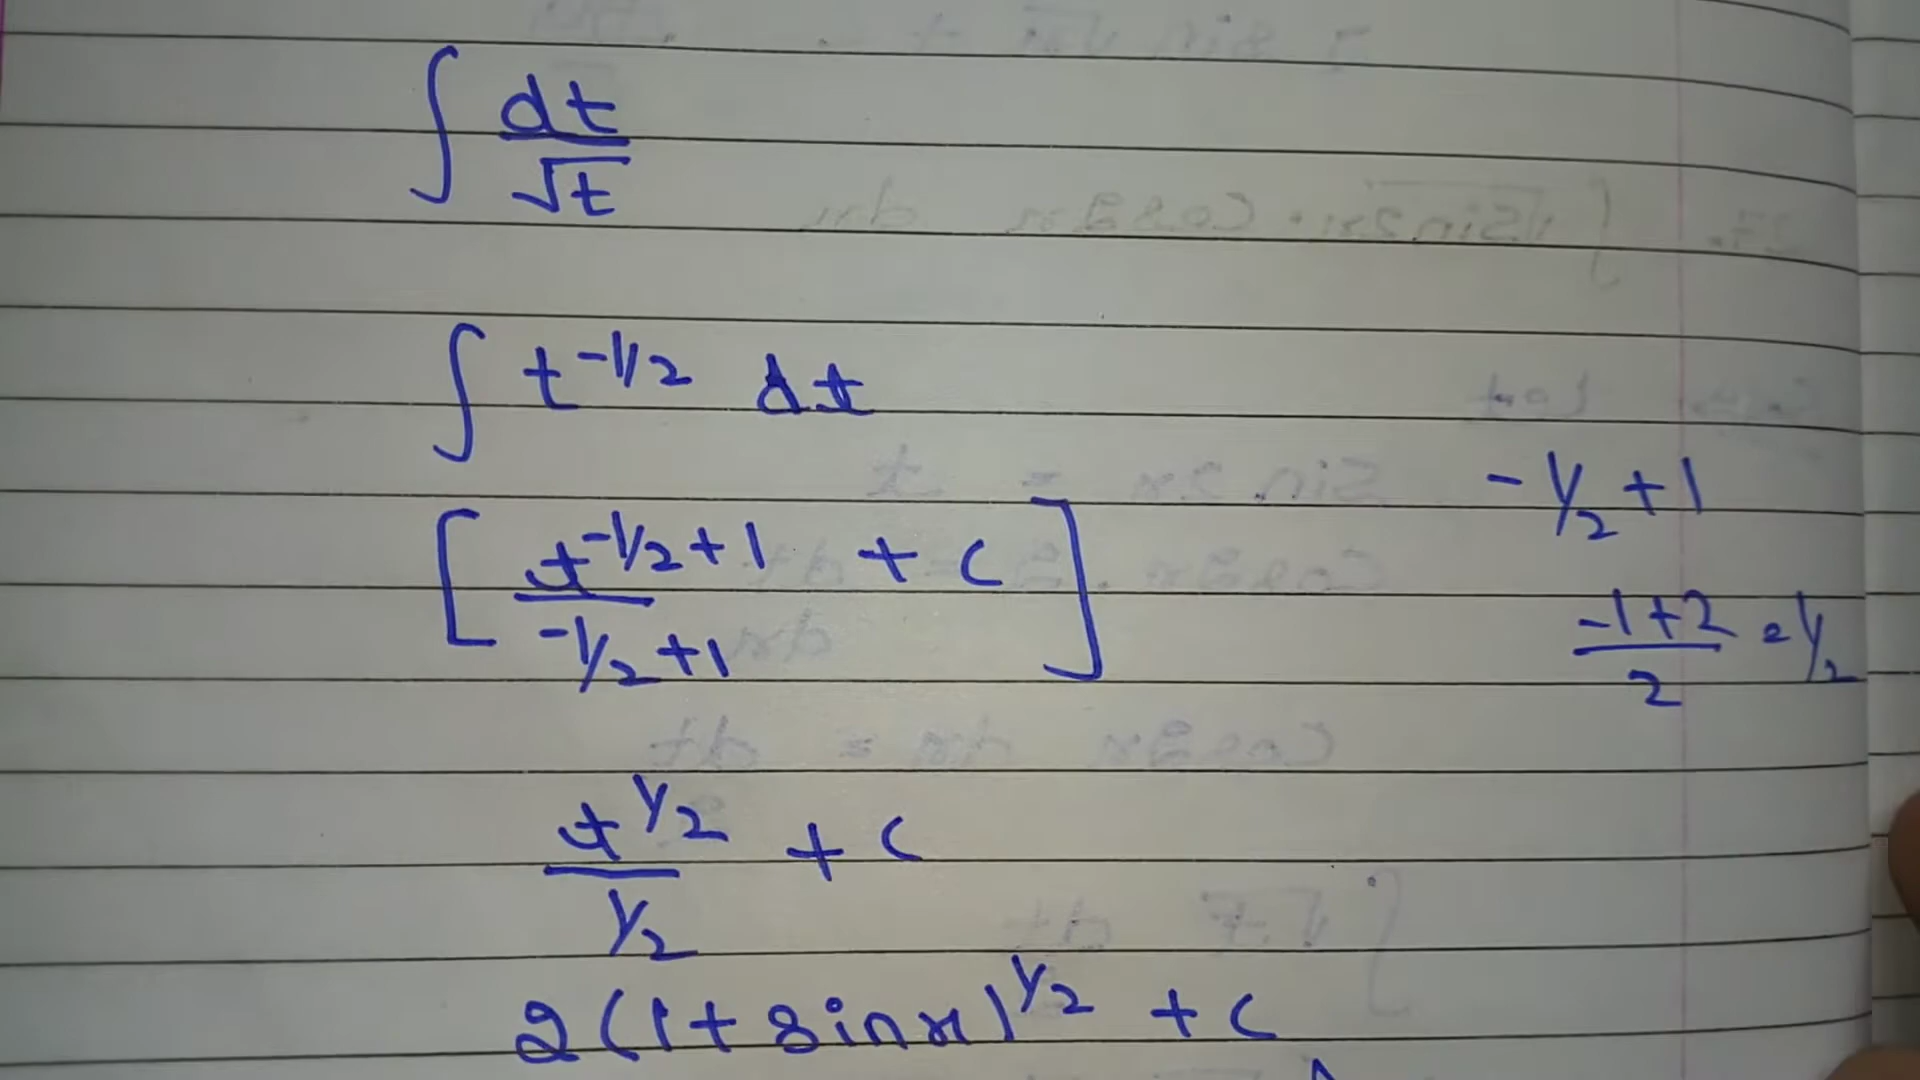 ∫ dt/√t
∫ t^-1/2 dt
[ t^-1/2+1 / -1/2+1 + c ]
-1/2 + 1
-1+2/2 = 1/2
t^1/2 / 1/2 + c
2(1+sinx)^1/2 + c